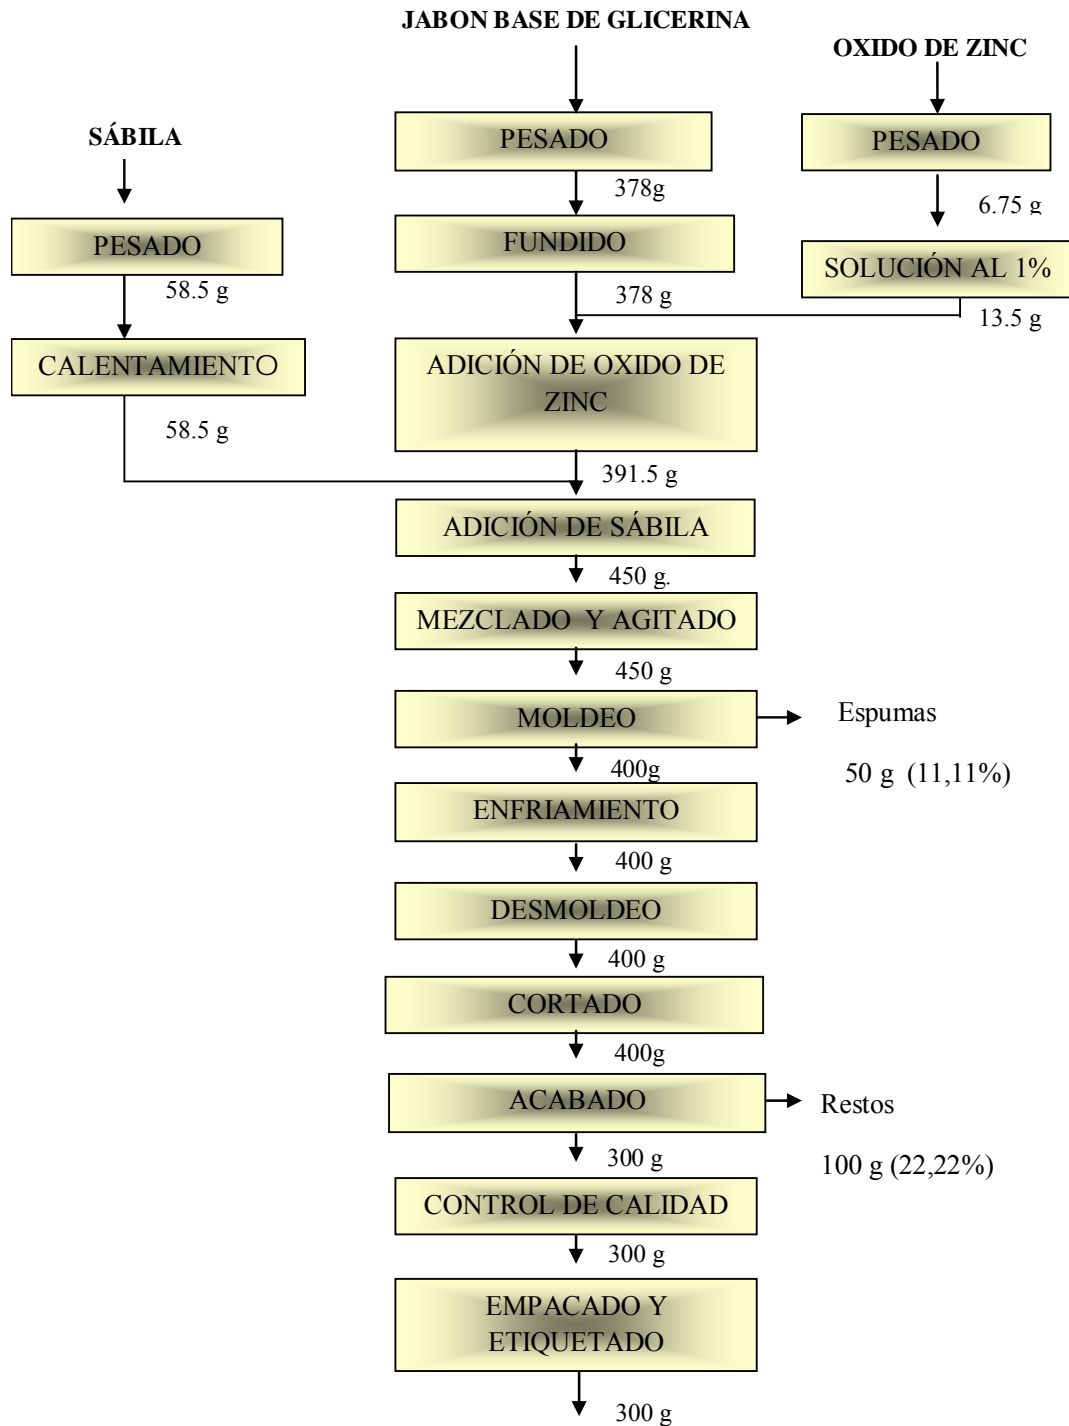 JABON BASE DE GLICERINA
OXIDO DE ZINC
SÁBILA
PESADO
378g
PESADO
6.75 g
PESADO
58.5 g
FUNDIDO
378 g
SOLUCIÓN AL 1%
13.5 g
CALENTAMIENTO
58.5 g
ADICIÓN DE OXIDO DE
ZINC
391.5 g
ADICIÓN DE SÁBILA
450 g.
MEZCLADO Y AGITADO
450 g
MOLDEO
Espumas
50 g (11,11%)
400g
ENFRIAMIENTO
400 g
DESMOLDEO
400 g
CORTADO
400g
ACABADO
Restos
100 g (22,22%)
300 g
CONTROL DE CALIDAD
300 g
EMPACADO Y
ETIQUETADO
300 g